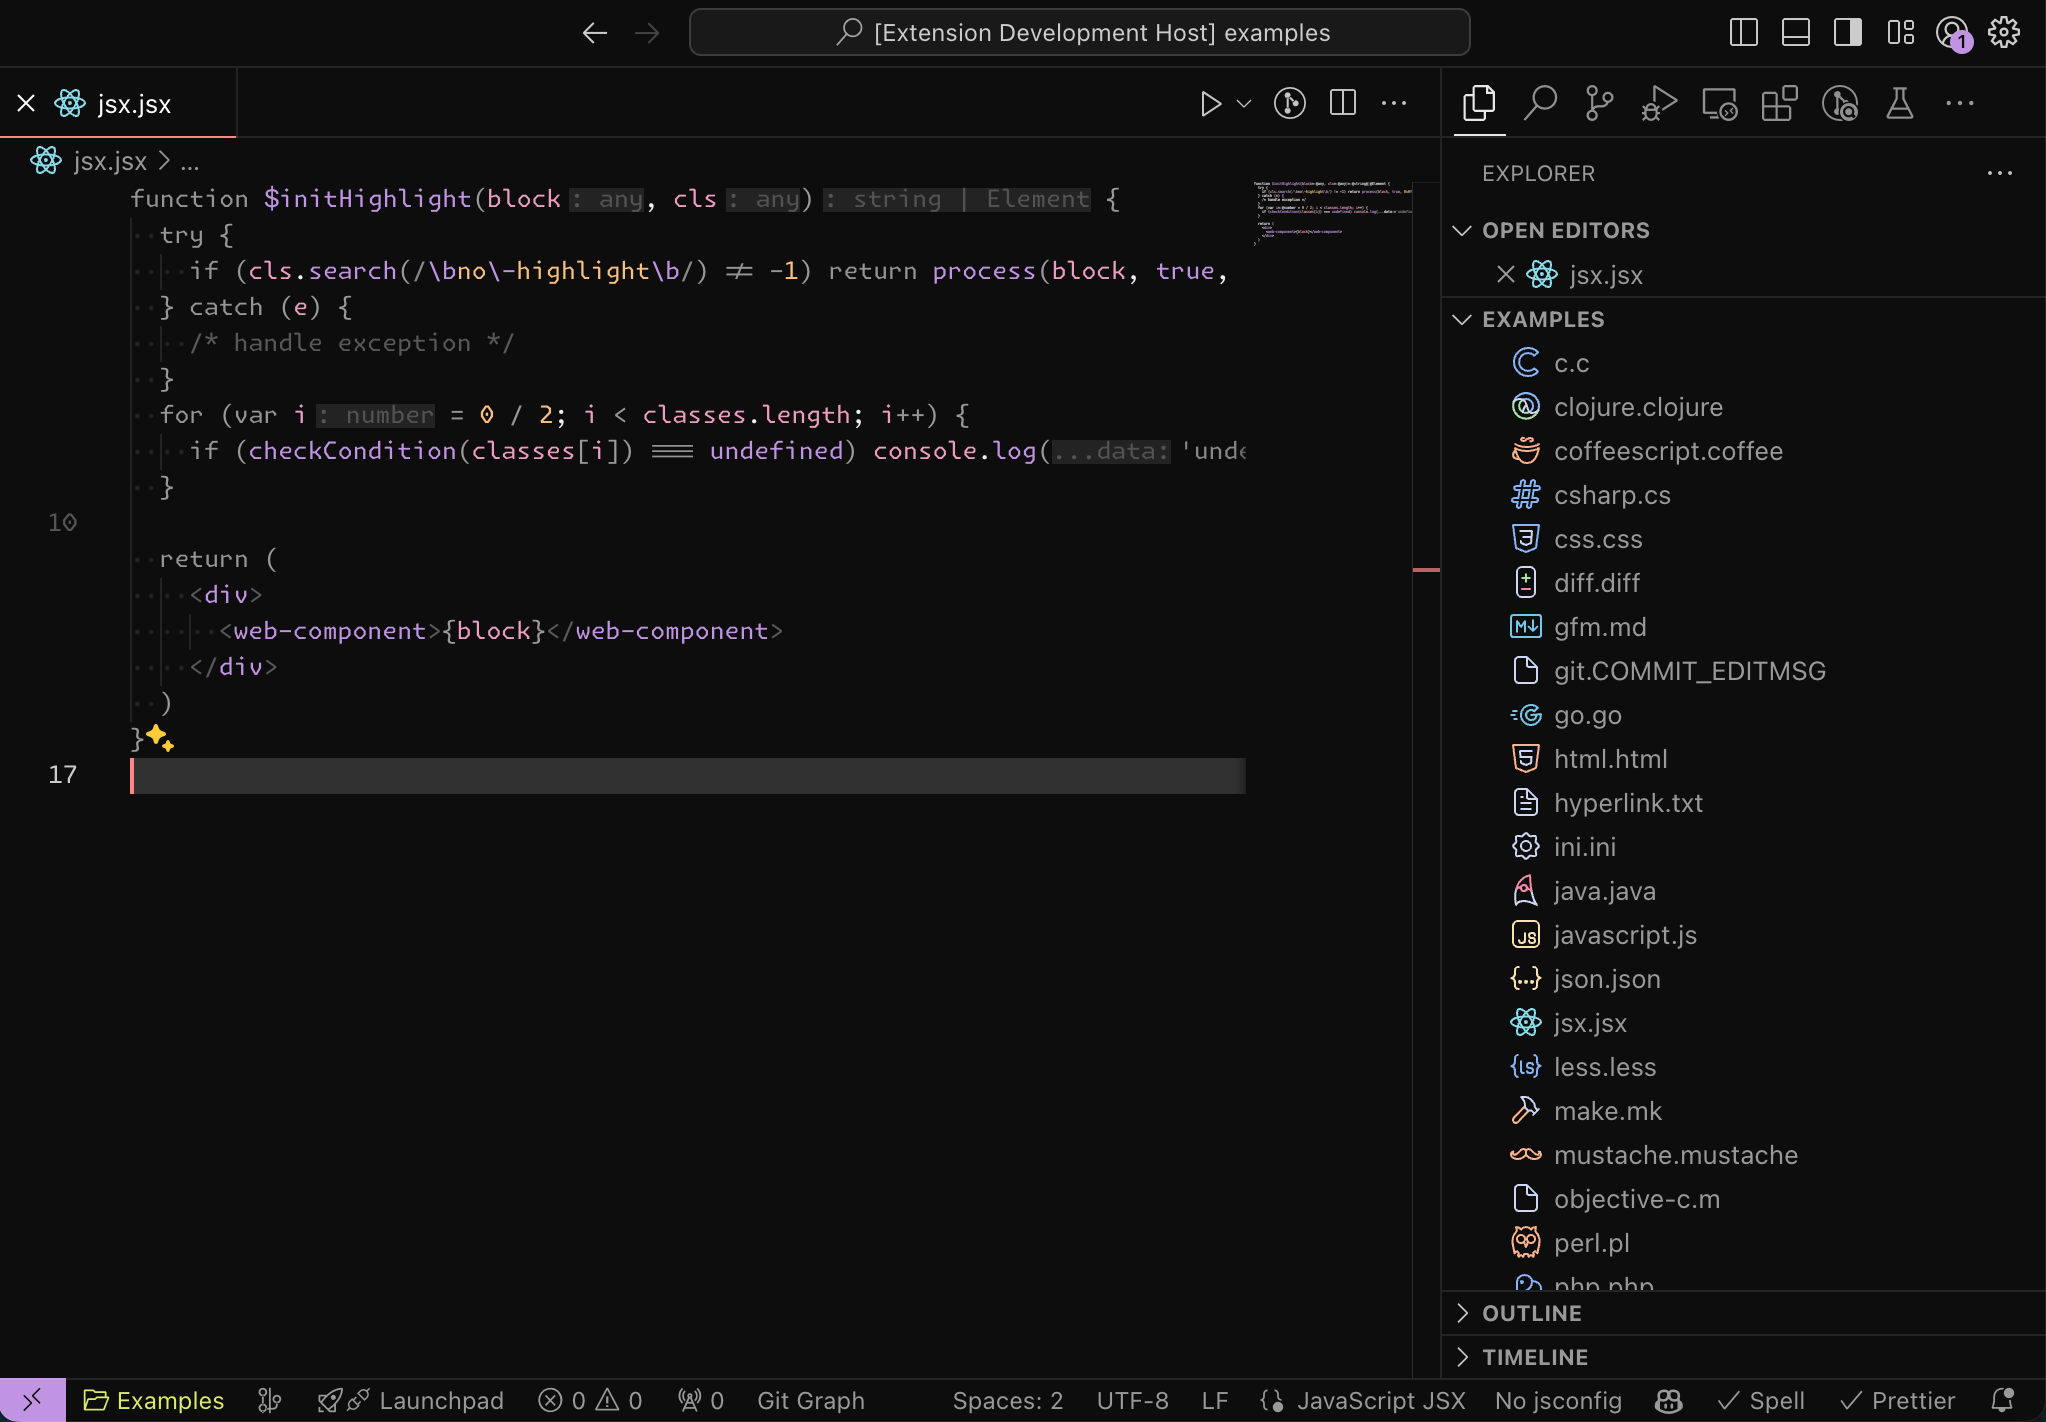 [Extension Development Host] examples
1
jsx.jsx
jsx.jsx > ...
function $initHighlight(block: any, cls: any): string | Element {
try {
if (cls.search(/\bno\-highlight\b/) ≠ -1) return process(block, true,
} catch (e) {
/* handle exception */
}
for (var i: number = 0 / 2; i < classes.length; i++) {
if (checkCondition(classes[i]) === undefined) console.log(...data: 'unde
}
10
return (
<div>
<web-component>{block}</web-component>
</div>
)
}
17
EXPLORER
OPEN EDITORS
jsx.jsx
EXAMPLES
c.c
clojure.clojure
coffeescript.coffee
csharp.cs
css.css
diff.diff
gfm.md
git.COMMIT_EDITMSG
go.go
html.html
hyperlink.txt
ini.ini
java.java
javascript.js
json.json
jsx.jsx
less.less
make.mk
mustache.mustache
objective-c.m
perl.pl
php.php
OUTLINE
TIMELINE
Examples Launchpad 0 0 0 Git Graph Spaces: 2 UTF-8 LF JavaScript JSX No jsconfig Spell Prettier